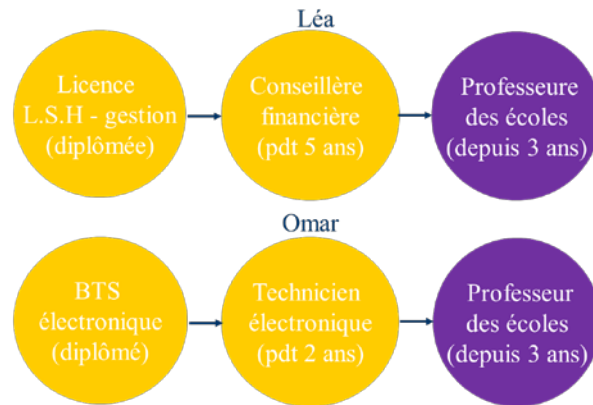 Léa
Licence
L.S.H - gestion
(diplômée)
Conseillère
financière
(pdt 5 ans)
Professeure
des écoles
(depuis 3 ans)
Omar
BTS
électronique
(diplômé)
Technicien
électronique
(pdt 2 ans)
Professeur
des écoles
(depuis 3 ans)